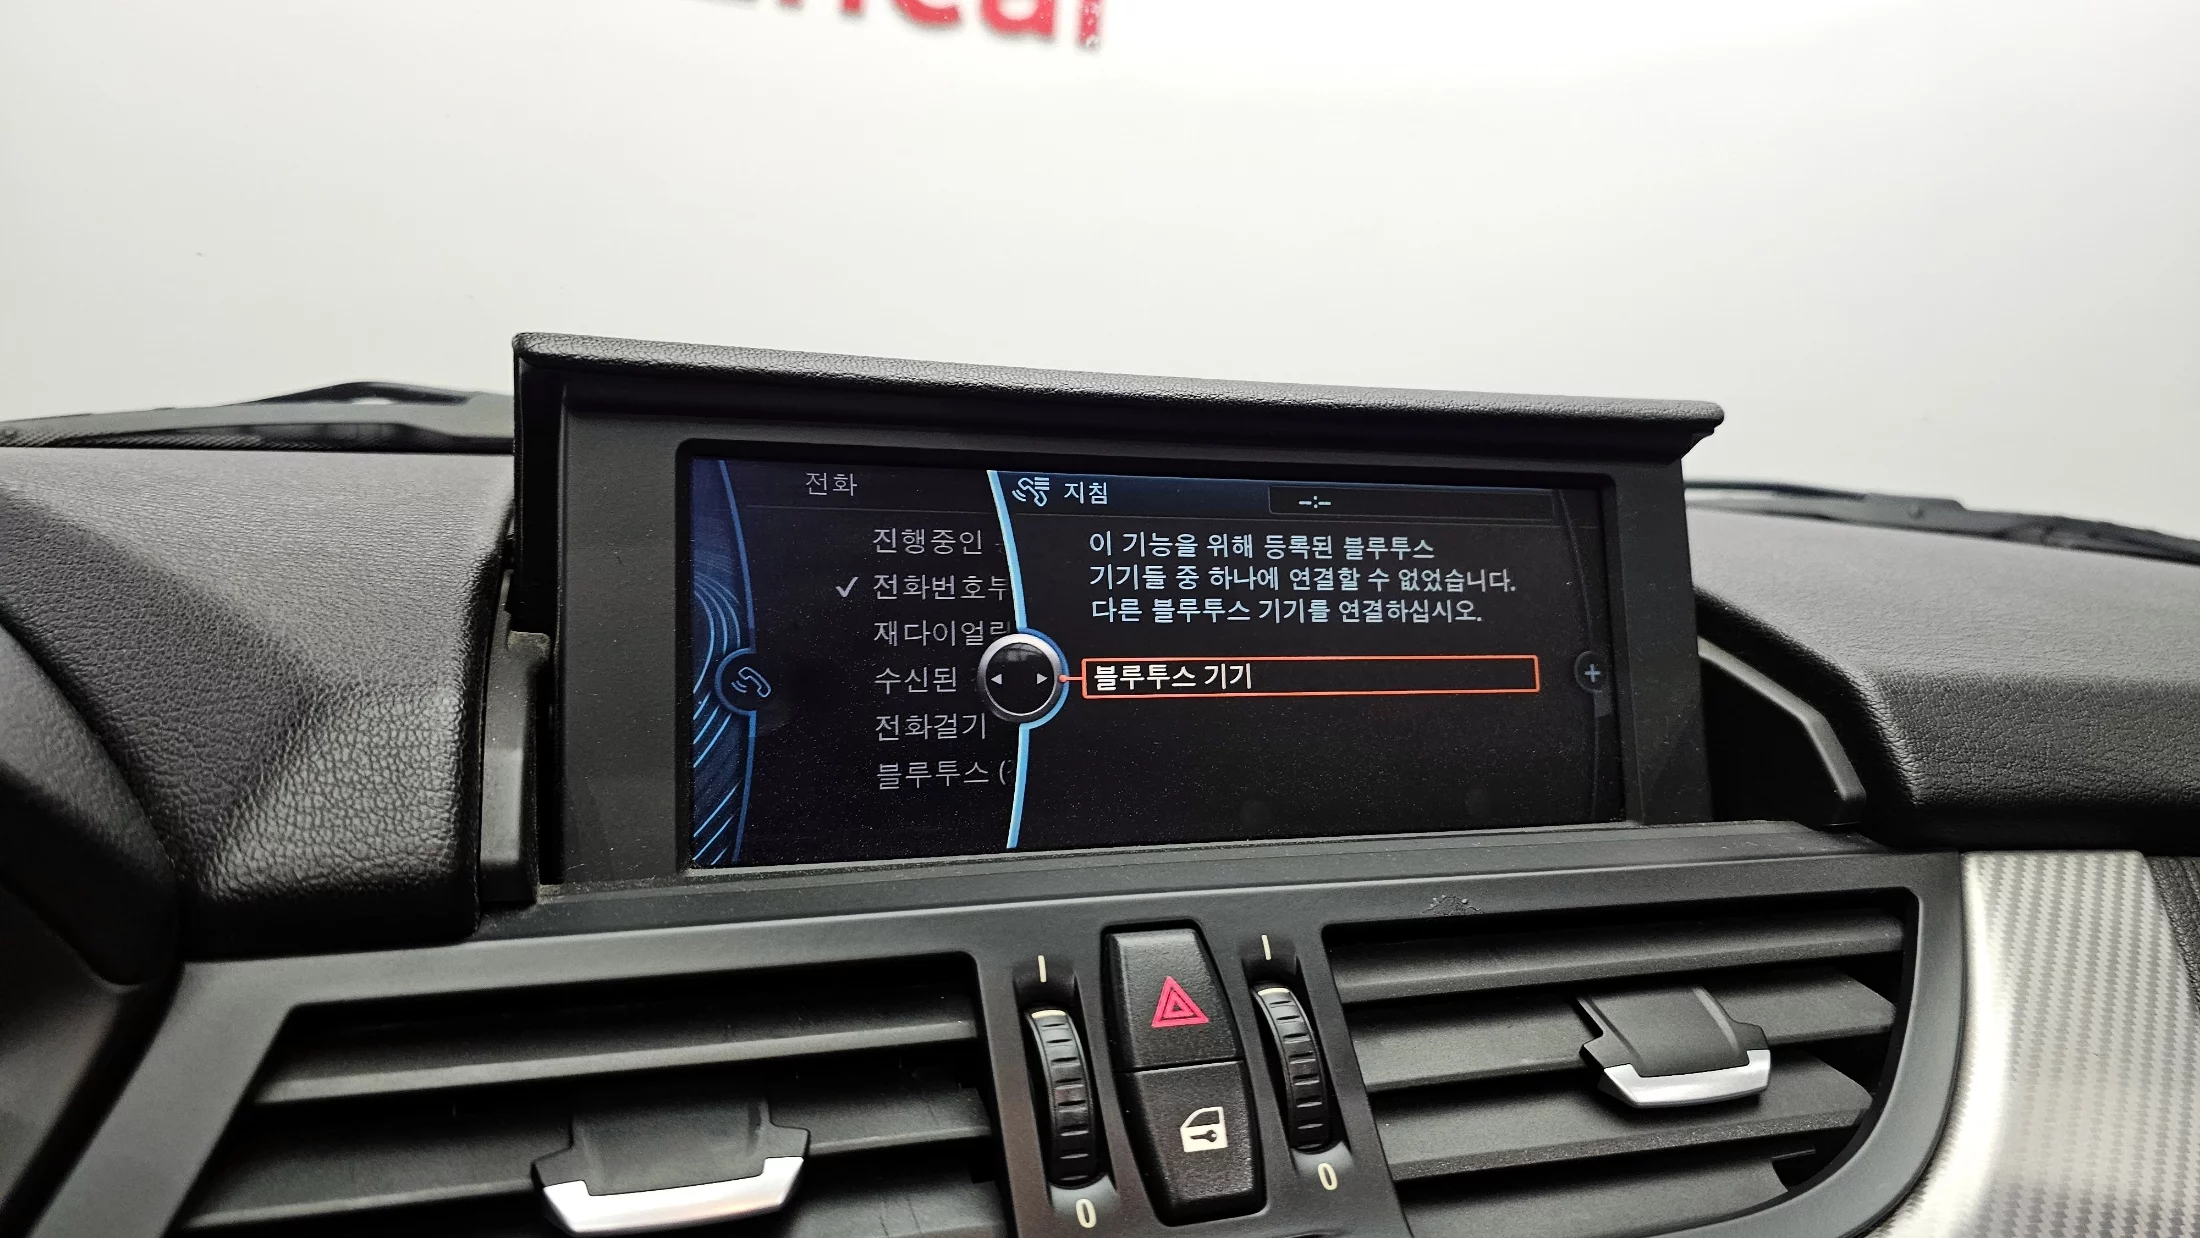 전화
진행중인
전화번호부
재다이얼링
수신된
전화걸기
블루투스 (
지침
--:--
이 기능을 위해 등록된 블루투스
기기들 중 하나에 연결할 수 없었습니다.
다른 블루투스 기기를 연결하십시오.
블루투스 기기
0
0